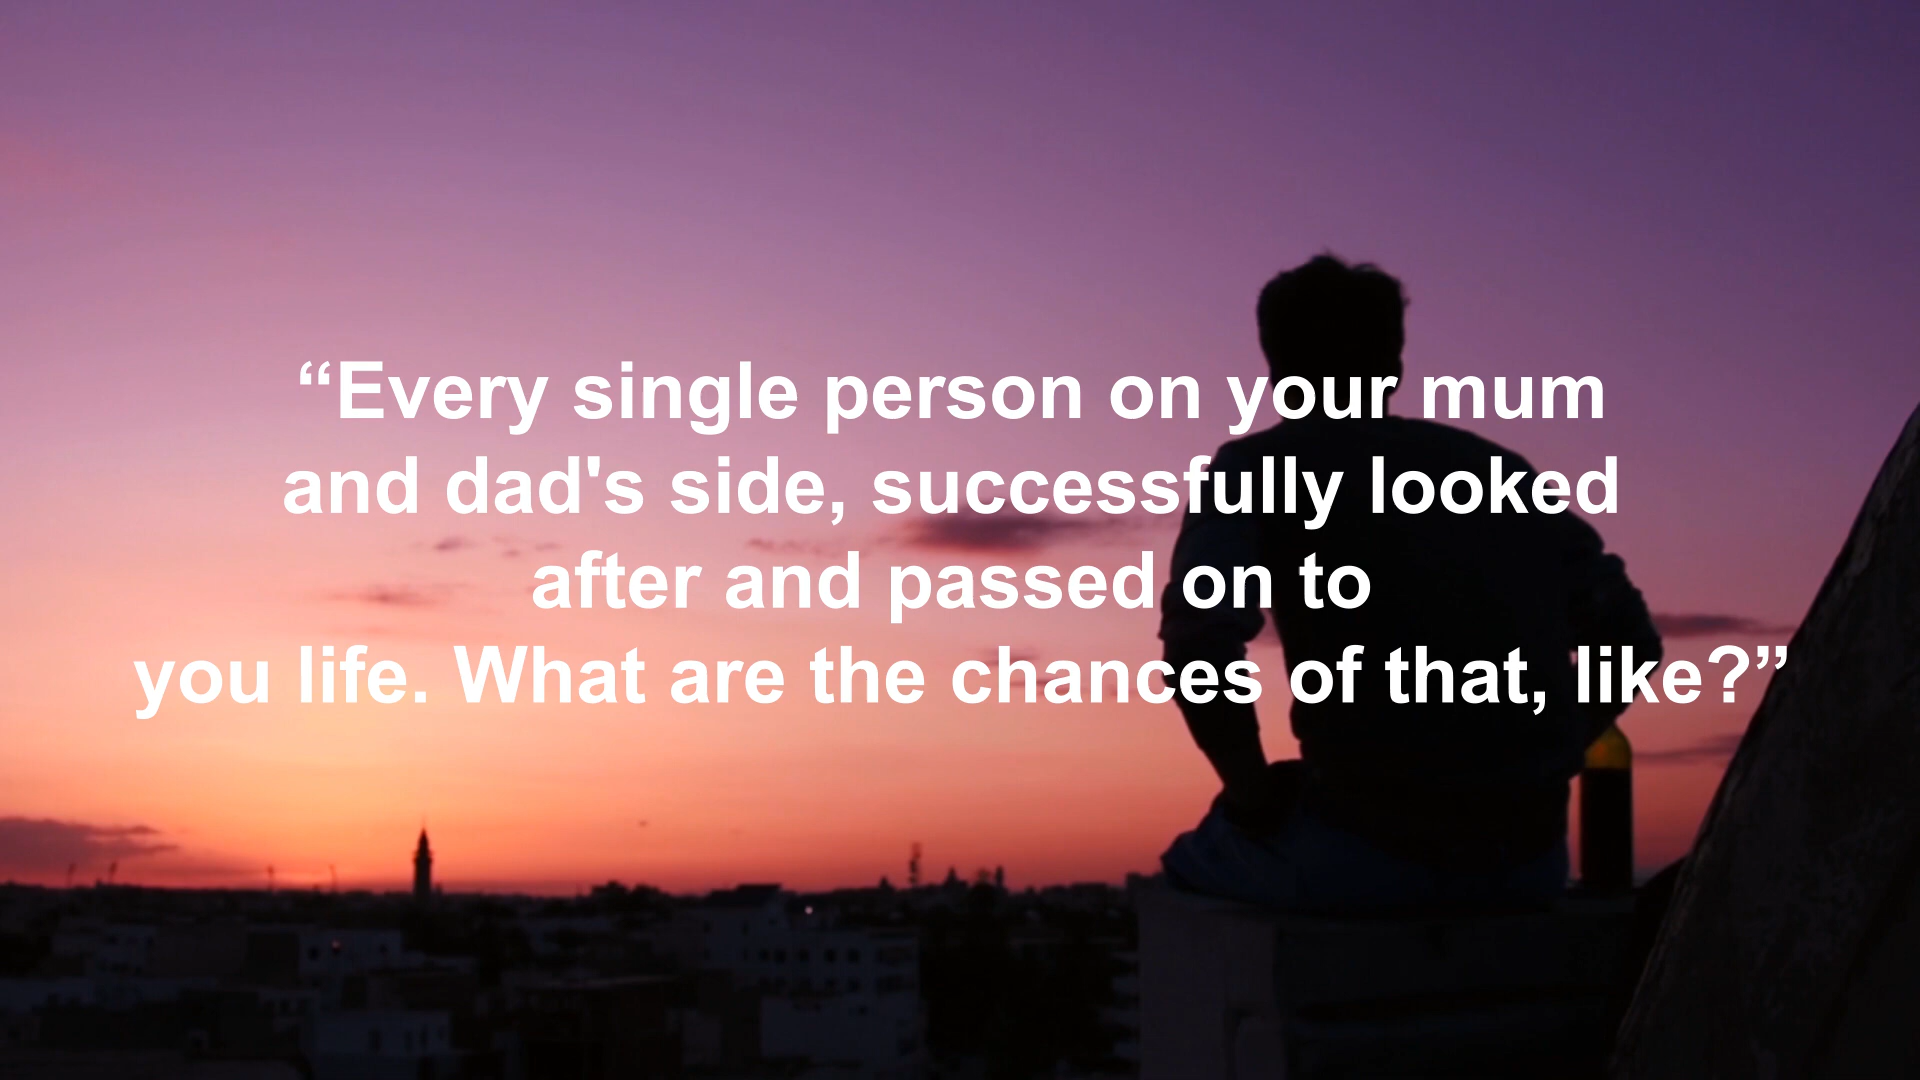 “Every single person on your mum
and dad's side, successfully looked
after and passed on to
you life. What are the chances of that, like?”